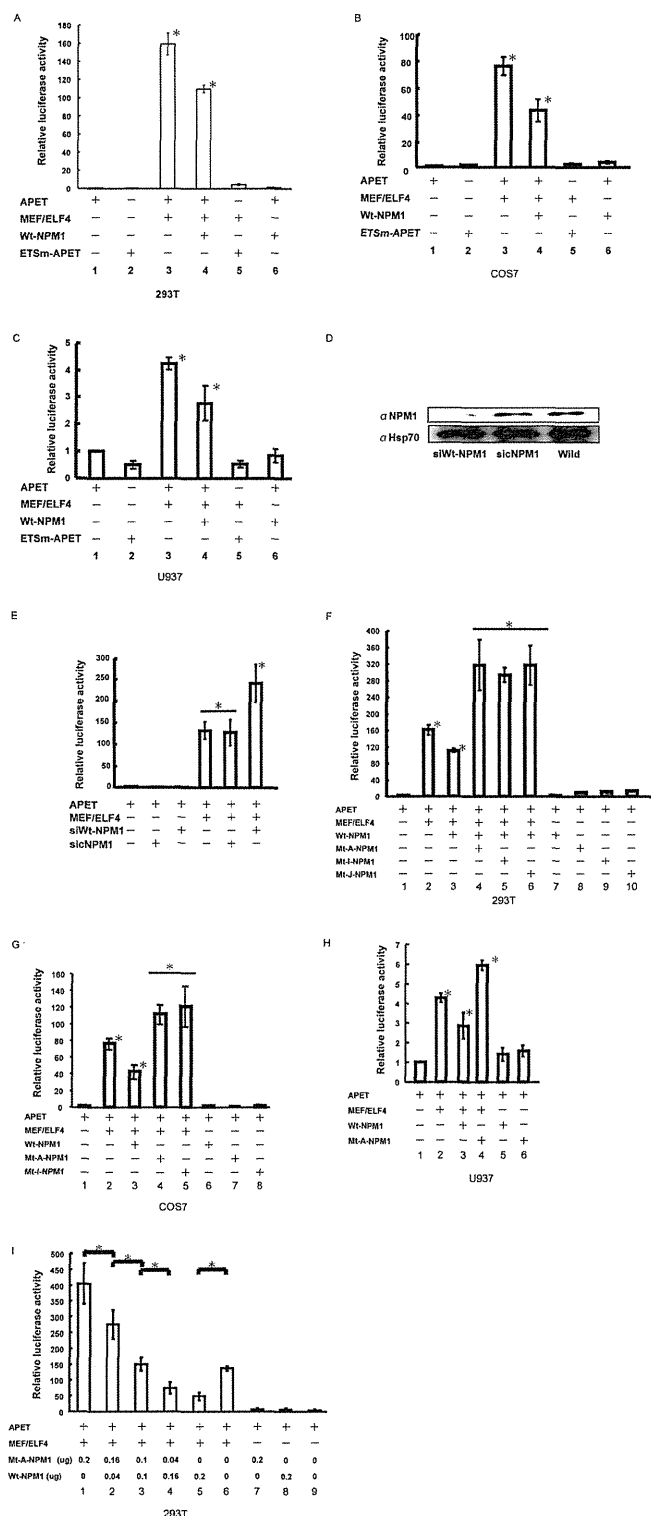 A
Relative luciferase activity
180
160
140
120
100
80
60
40
20
0
*
*
APET + − + + − +
MEF/ELF4 − − + + + −
Wt-NPM1 − − − + − +
ETSm-APET − + − − + −
1 2 3 4 5 6
293T
B
Relative luciferase activity
100
80
60
40
20
0
*
*
APET + − + + − +
MEF/ELF4 − − + + + −
Wt-NPM1 − − − + − +
ETSm-APET − + − − + −
1 2 3 4 5 6
COS7
C
Relative luciferase activity
5
4
3
2
1
0
*
*
APET + − + + − +
MEF/ELF4 − − + + + −
Wt-NPM1 − − − + − +
ETSm-APET − + − − + −
1 2 3 4 5 6
U937
D
α NPM1
α Hsp70
siWt-NPM1 sicNPM1 Wild
E
Relative luciferase activity
300
250
200
150
100
50
0
*
*
APET + + + + + +
MEF/ELF4 − − − + + +
siWt-NPM1 − − + − − +
sicNPM1 − + − − + −
F
Relative luciferase activity
400
360
320
280
240
200
160
120
80
40
0
*
*
*
APET + + + + + + + + + +
MEF/ELF4 − + + + + + − − − −
Wt-NPM1 − − + + + + + − − −
Mt-A-NPM1 − − − + − − − + − −
Mt-I-NPM1 − − − − + − − − + −
Mt-J-NPM1 − − − − − + − − − +
1 2 3 4 5 6 7 8 9 10
293T
G
Relative luciferase activity
160
140
120
100
80
60
40
20
0
*
*
*
APET + + + + + + + +
MEF/ELF4 − + + + + − − −
Wt-NPM1 − − + − − + − −
Mt-A-NPM1 − − − + − − + −
Mt-I-NPM1 − − − − + − − +
1 2 3 4 5 6 7 8
COS7
H
Relative luciferase activity
7
6
5
4
3
2
1
0
*
*
*
APET + + + + + +
MEF/ELF4 − + + + − −
Wt-NPM1 − − + − + −
Mt-A-NPM1 − − − + − +
1 2 3 4 5 6
U937
I
Relative luciferase activity
500
450
400
350
300
250
200
150
100
50
0
*
*
*
*
APET + + + + + + + + +
MEF/ELF4 + + + + + + − − −
Mt-A-NPM1 (ug) 0.2 0.16 0.1 0.04 0 0 0.2 0 0
Wt-NPM1 (ug) 0 0.04 0.1 0.16 0.2 0 0 0.2 0
1 2 3 4 5 6 7 8 9
293T